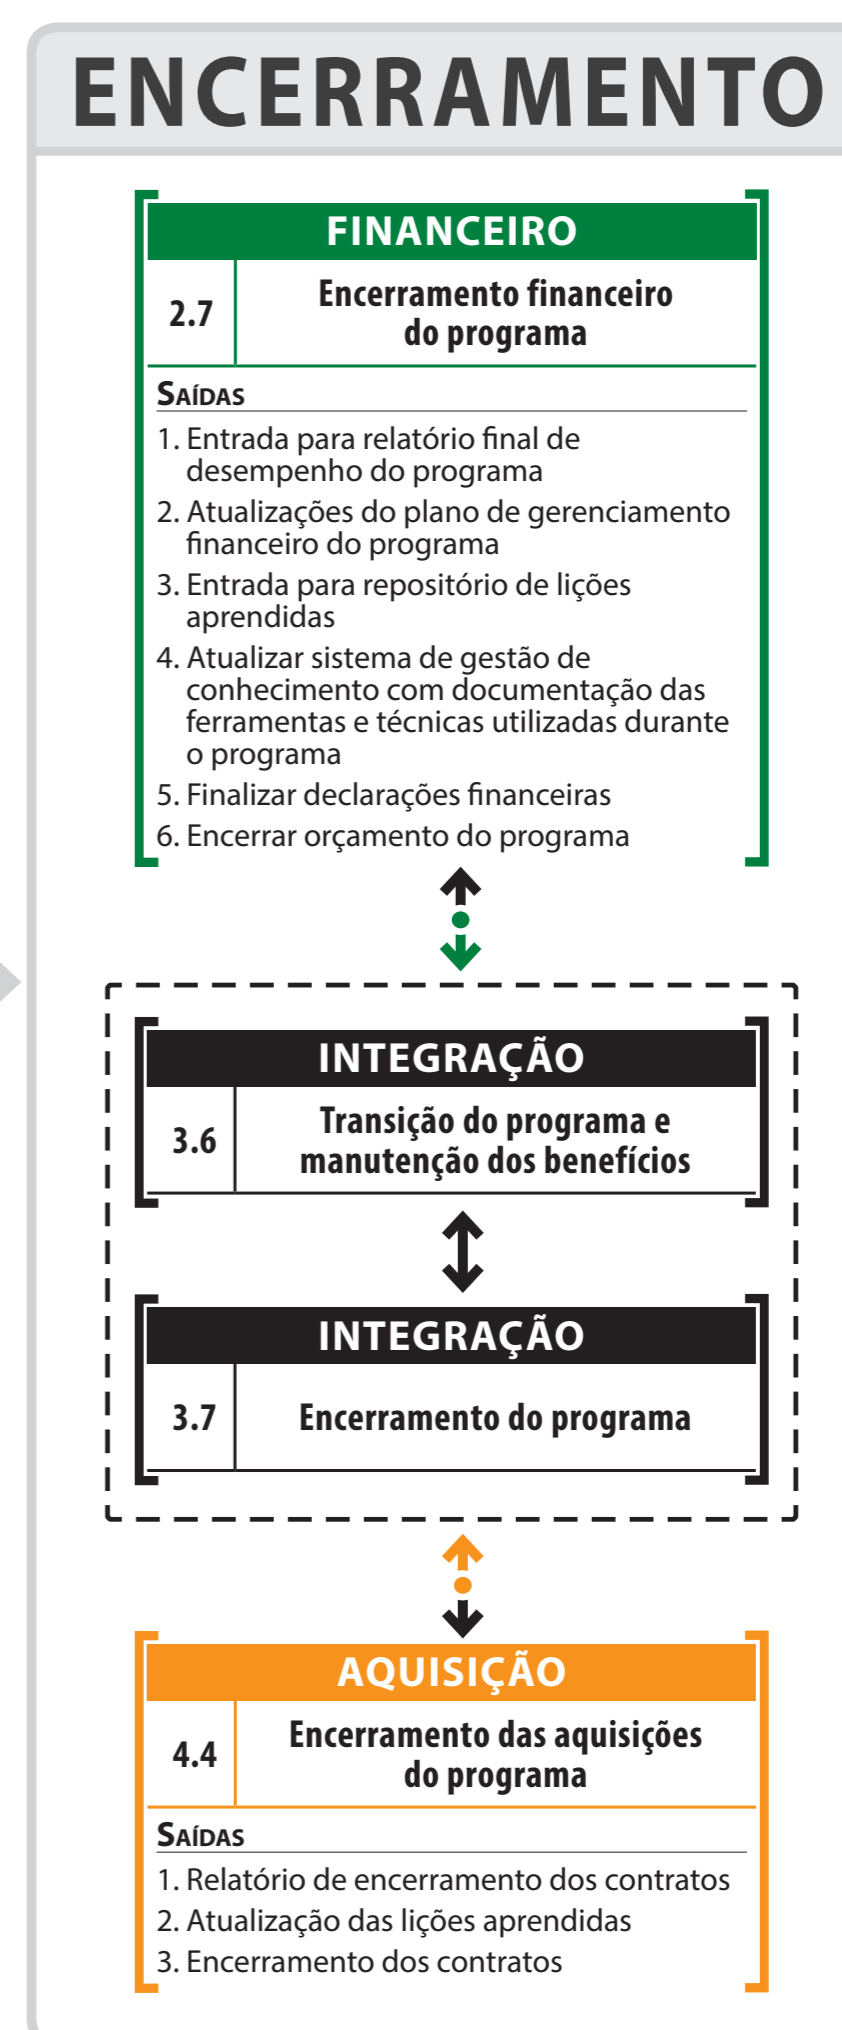 ENCERRAMENTO
FINANCEIRO
2.7
Encerramento financeiro
do programa
SAÍDAS
1. Entrada para relatório final de
desempenho do programa
2. Atualizações do plano de gerenciamento
financeiro do programa
3. Entrada para repositório de lições
aprendidas
4. Atualizar sistema de gestão de
conhecimento com documentação das
ferramentas e técnicas utilizadas durante
o programa
5. Finalizar declarações financeiras
6. Encerrar orçamento do programa
INTEGRAÇÃO
3.6
Transição do programa e
manutenção dos benefícios
INTEGRAÇÃO
3.7
Encerramento do programa
AQUISIÇÃO
4.4
Encerramento das aquisições
do programa
SAÍDAS
1. Relatório de encerramento dos contratos
2. Atualização das lições aprendidas
3. Encerramento dos contratos